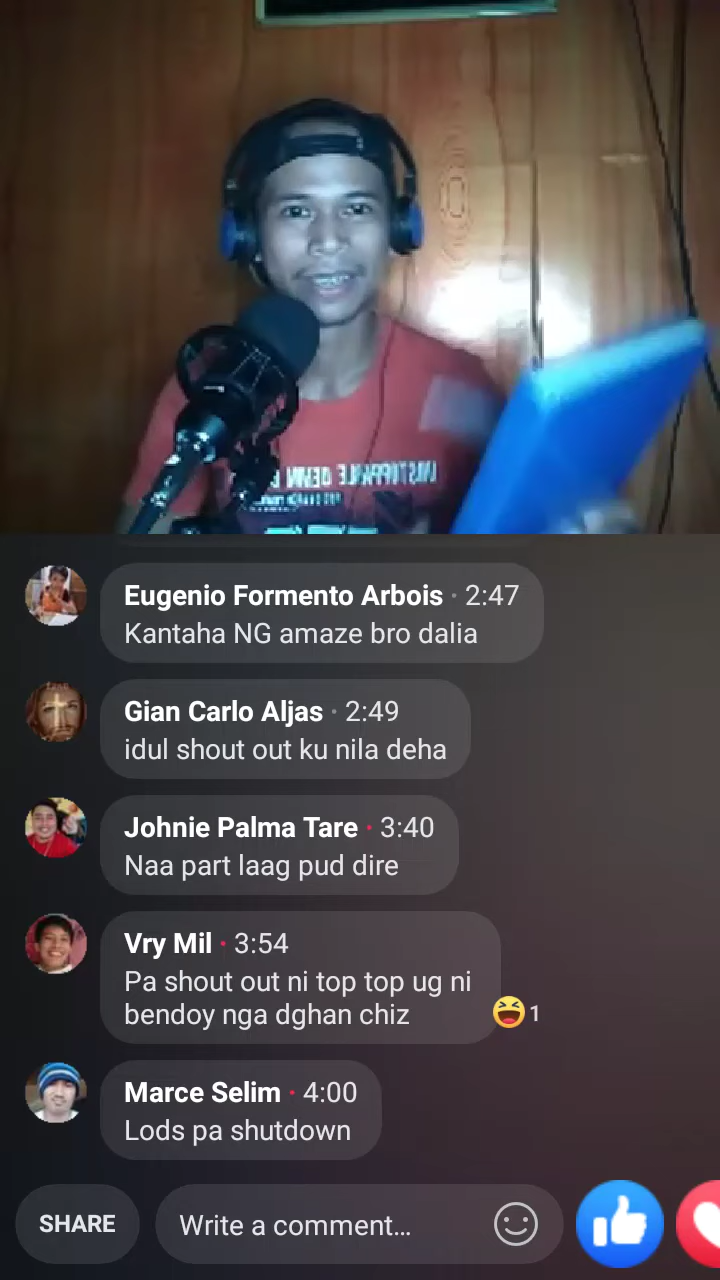 Eugenio Formento Arbois · 2:47
Kantaha NG amaze bro dalia
Gian Carlo Aljas · 2:49
idul shout out ku nila deha
Johnie Palma Tare · 3:40
Naa part laag pud dire
Vry Mil · 3:54
Pa shout out ni top top ug ni
bendoy nga dghan chiz
1
Marce Selim · 4:00
Lods pa shutdown
SHARE
Write a comment...